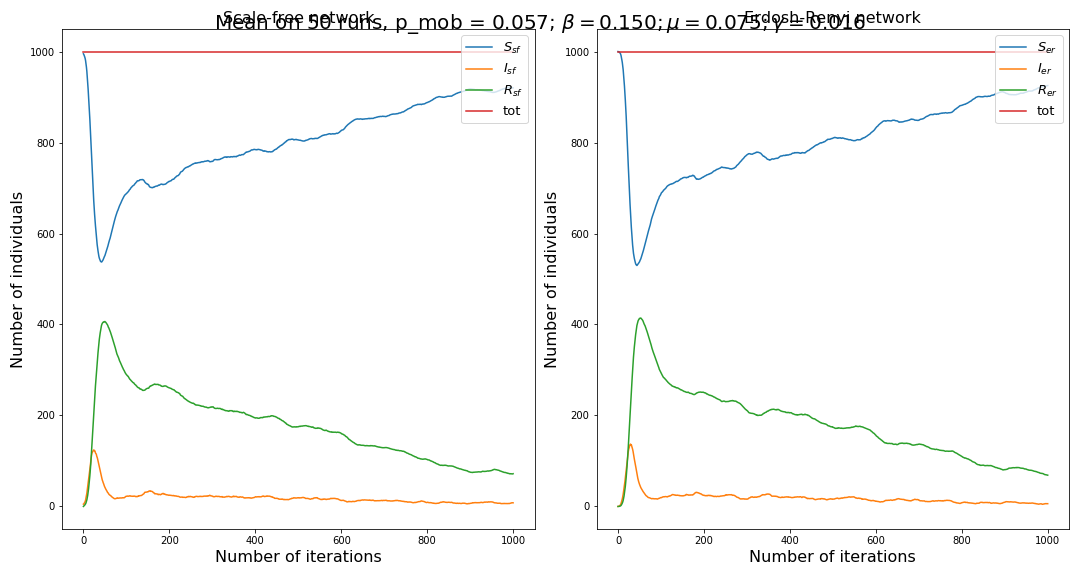 Scale-free network
Mean on 50 runs, p_mob = 0.057; β = 0.150; μ = 0.075; γ = 0.016
Erdosh-Renyi network
S_sf
I_sf
R_sf
tot
1000
800
600
400
200
0
Number of individuals
0 200 400 600 800 1000
Number of iterations
S_er
I_er
R_er
tot
1000
800
600
400
200
0
Number of individuals
0 200 400 600 800 1000
Number of iterations